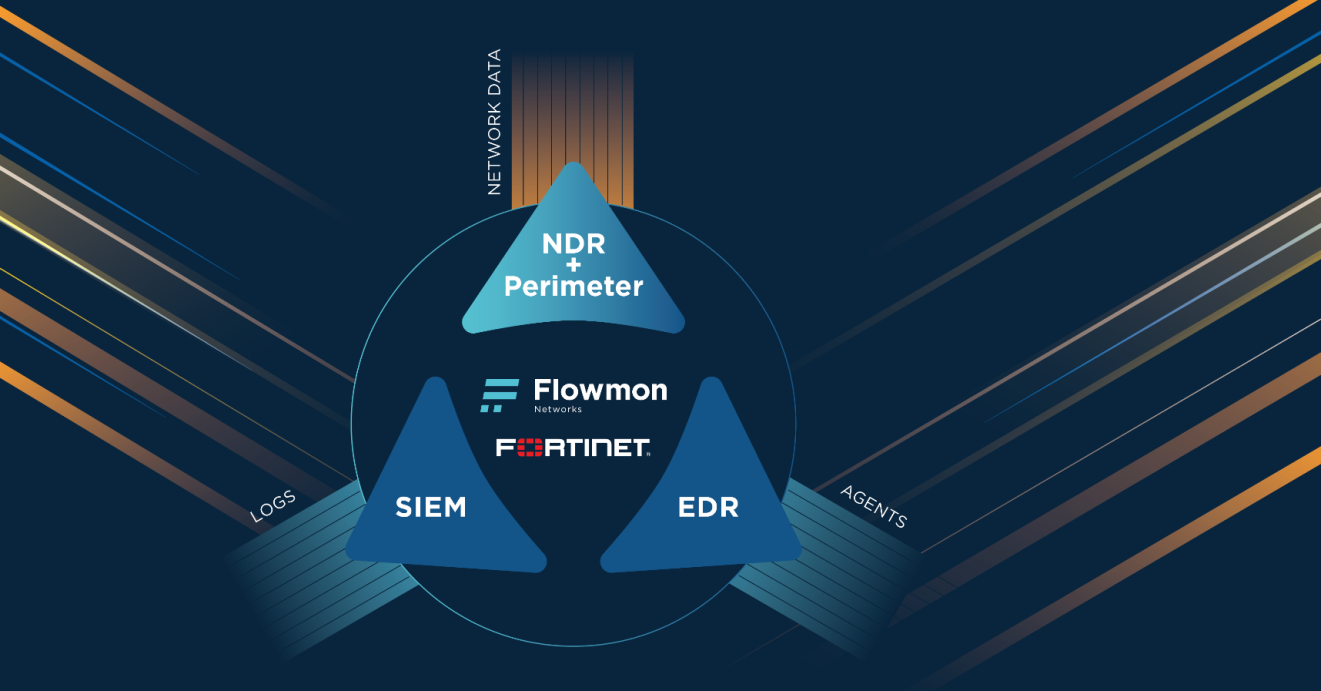 NETWORK DATA
NDR
+
Perimeter
Flowmon
Networks
FORTINET®
SIEM
EDR
LOGS
AGENTS